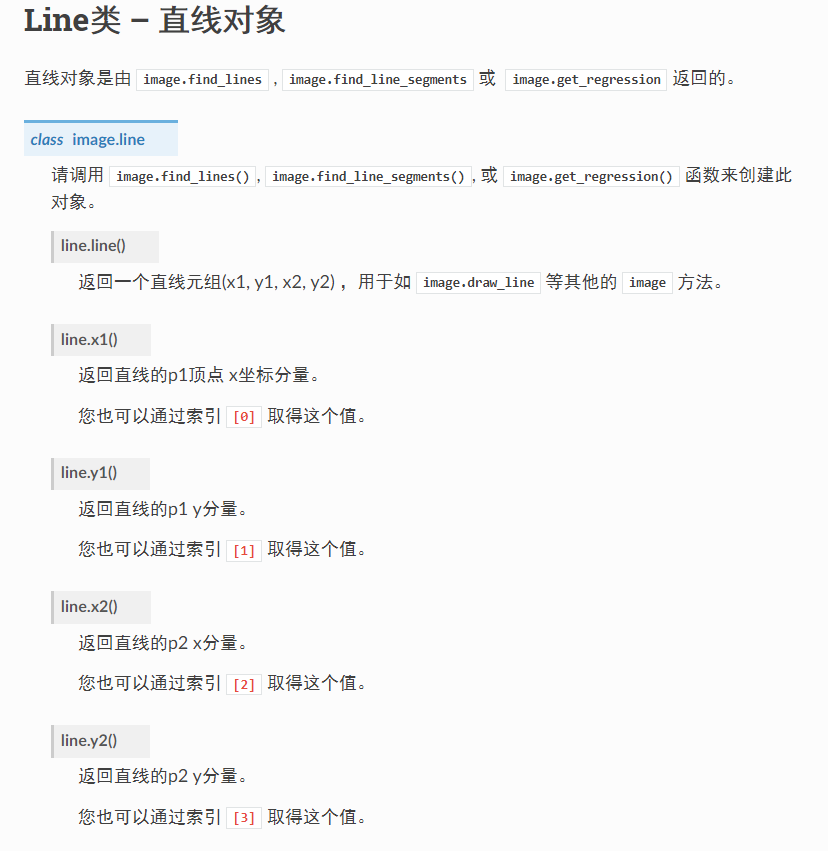 Line类 – 直线对象
直线对象是由 image.find_lines , image.find_line_segments 或 image.get_regression 返回的。
class image.line
请调用 image.find_lines() , image.find_line_segments() , 或 image.get_regression() 函数来创建此
对象。
line.line()
返回一个直线元组(x1, y1, x2, y2) ，用于如 image.draw_line 等其他的 image 方法。
line.x1()
返回直线的p1顶点 x坐标分量。
您也可以通过索引 [0] 取得这个值。
line.y1()
返回直线的p1 y分量。
您也可以通过索引 [1] 取得这个值。
line.x2()
返回直线的p2 x分量。
您也可以通过索引 [2] 取得这个值。
line.y2()
返回直线的p2 y分量。
您也可以通过索引 [3] 取得这个值。